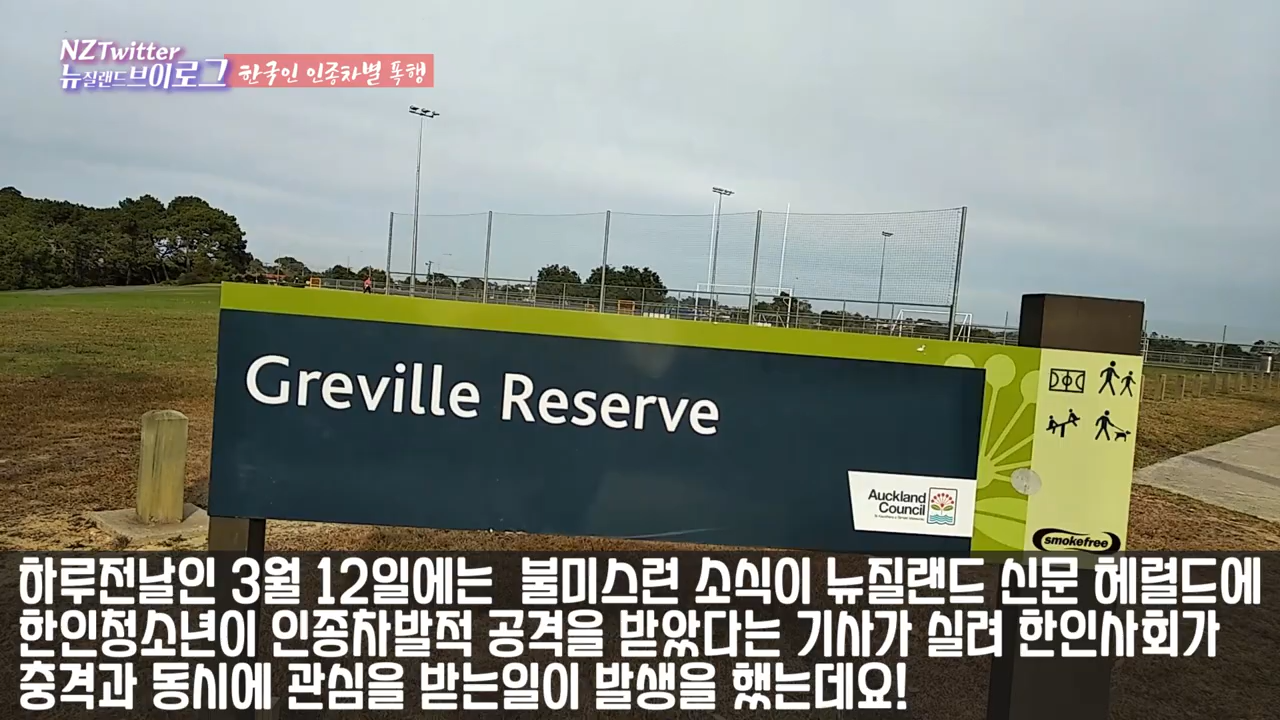 NZTwitter
뉴질랜드브이로그 한국인 인종차별 폭행
Greville Reserve
Auckland
Council
smokefree
하루전날인 3월 12일에는 불미스런 소식이 뉴질랜드 신문 헤럴드에
한인청소년이 인종차발적 공격을 받았다는 기사가 실려 한인사회가
충격과 동시에 관심을 받는일이 발생을 했는데요!